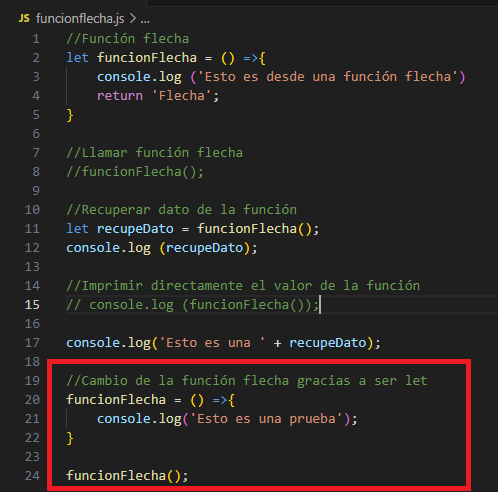 JS funcionflecha.js > ...
1 //Función flecha
2 let funcionFlecha = () =>{
3 console.log ('Esto es desde una función flecha')
4 return 'Flecha';
5 }
6
7 //Llamar función flecha
8 //funcionFlecha();
9
10 //Recuperar dato de la función
11 let recupeDato = funcionFlecha();
12 console.log (recupeDato);
13
14 //Imprimir directamente el valor de la función
15 // console.log (funcionFlecha());
16
17 console.log('Esto es una ' + recupeDato);
18
19 //Cambio de la función flecha gracias a ser let
20 funcionFlecha = () =>{
21 console.log('Esto es una prueba');
22 }
23
24 funcionFlecha();